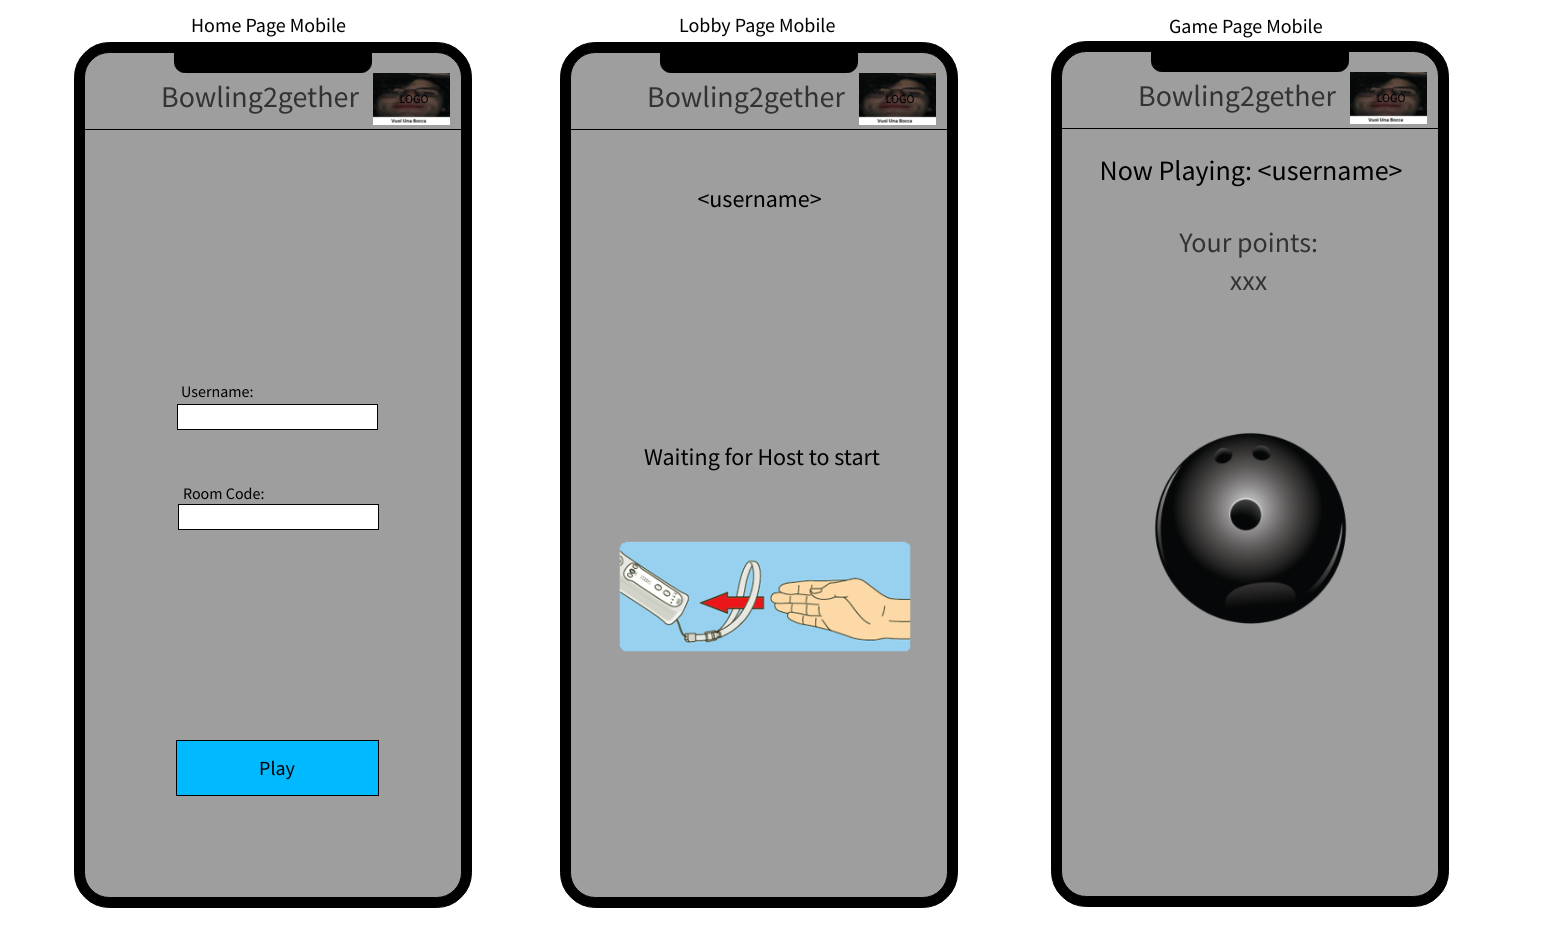 Home Page Mobile
Bowling2gether
LOGO
Vuoi Una Bocca
Username:
Room Code:
Play
Lobby Page Mobile
Bowling2gether
LOGO
Vuoi Una Bocca
<username>
Waiting for Host to start
Game Page Mobile
Bowling2gether
LOGO
Vuoi Una Bocca
Now Playing: <username>
Your points:
xxx